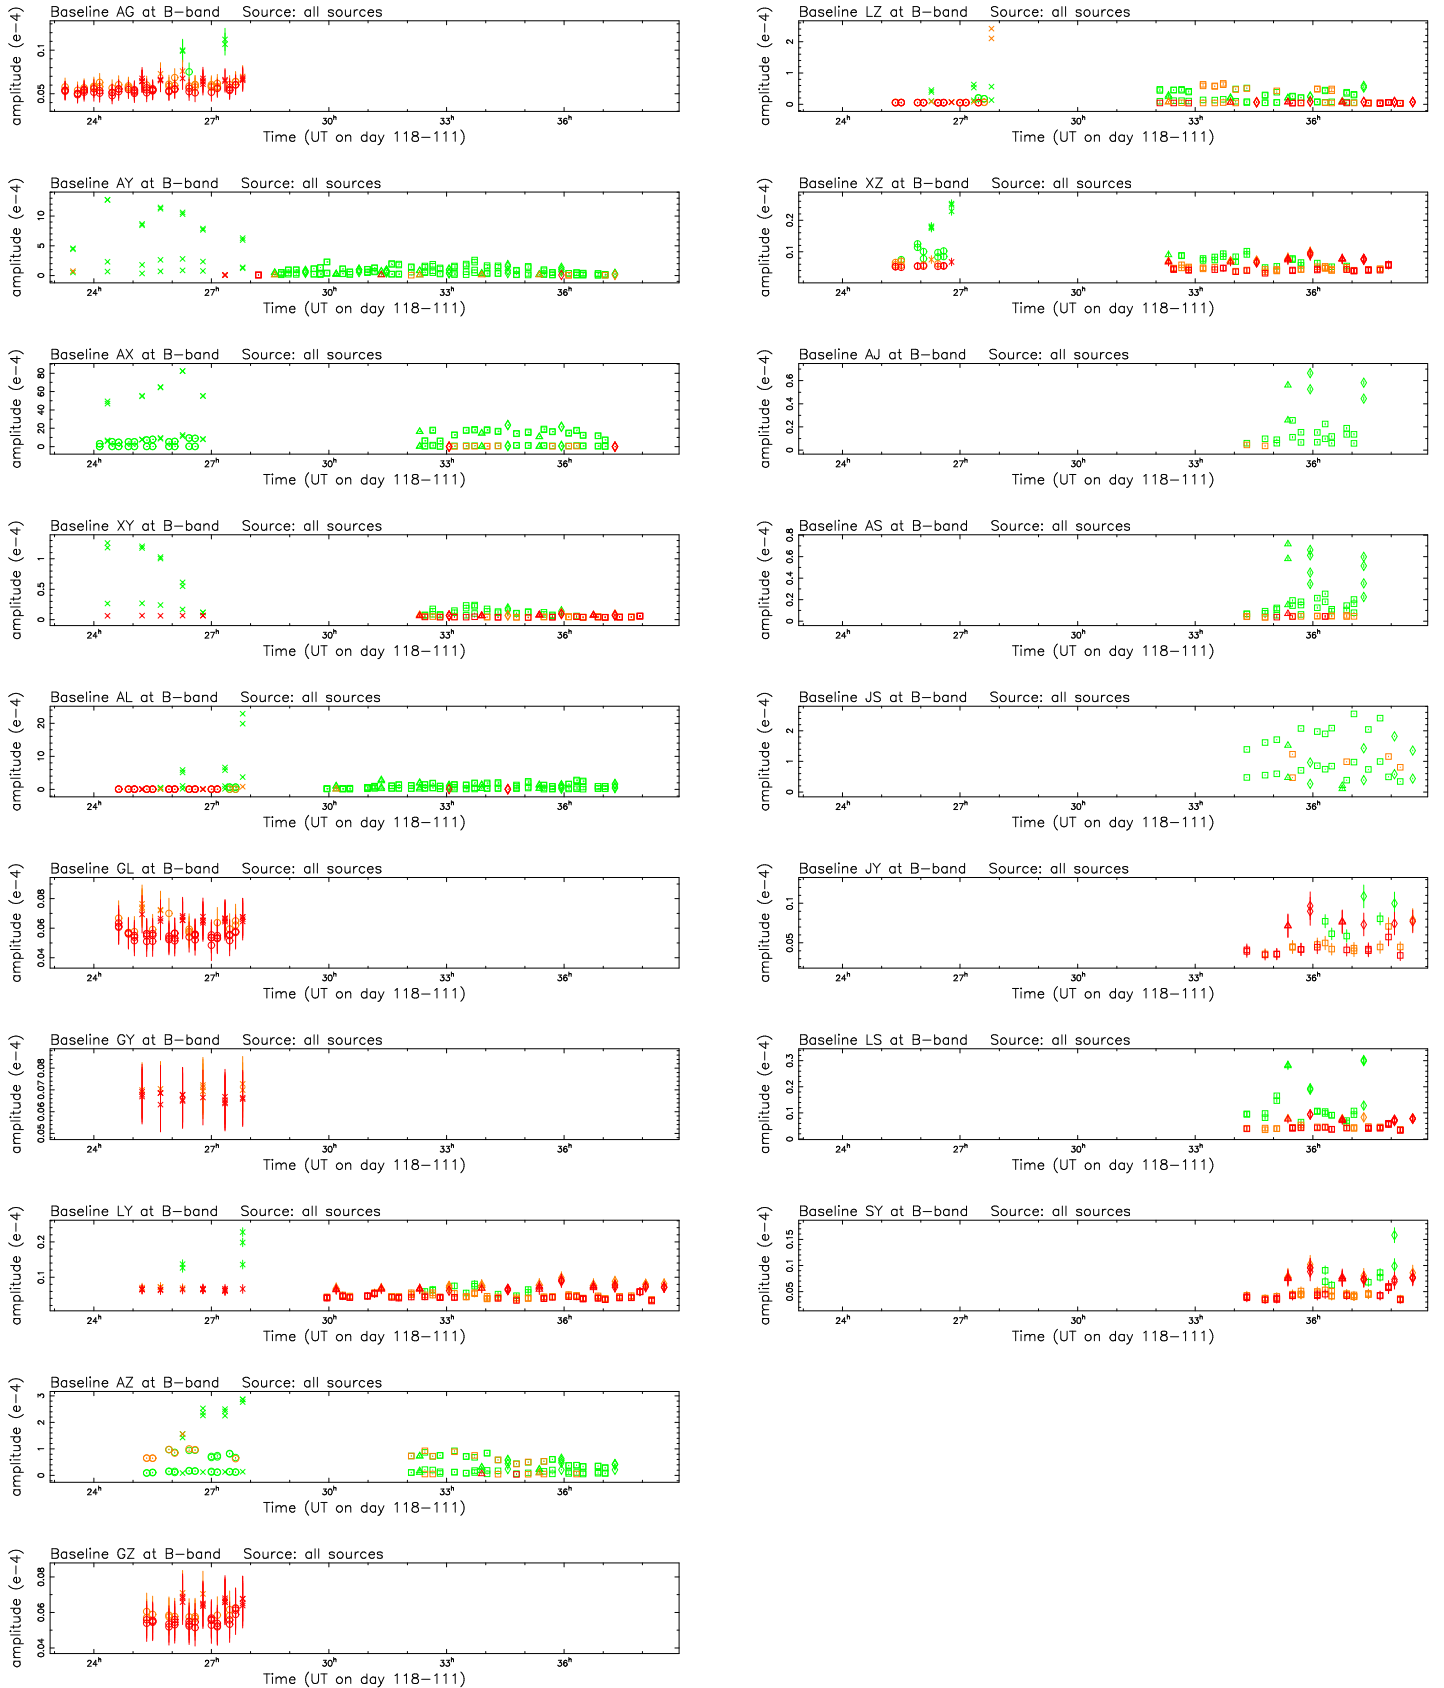 Baseline AG at B-band Source: all sources
amplitude (e-4)
0.05 0.1
24h 27h 30h 33h 36h
Time (UT on day 118-111)
Baseline AY at B-band Source: all sources
amplitude (e-4)
0 5 10
24h 27h 30h 33h 36h
Time (UT on day 118-111)
Baseline AX at B-band Source: all sources
amplitude (e-4)
0 20 40 60 80
24h 27h 30h 33h 36h
Time (UT on day 118-111)
Baseline XY at B-band Source: all sources
amplitude (e-4)
0 0.5 1
24h 27h 30h 33h 36h
Time (UT on day 118-111)
Baseline AL at B-band Source: all sources
amplitude (e-4)
0 10 20
24h 27h 30h 33h 36h
Time (UT on day 118-111)
Baseline GL at B-band Source: all sources
amplitude (e-4)
0.04 0.06 0.08
24h 27h 30h 33h 36h
Time (UT on day 118-111)
Baseline GY at B-band Source: all sources
amplitude (e-4)
0.05 0.06 0.07 0.08
24h 27h 30h 33h 36h
Time (UT on day 118-111)
Baseline LY at B-band Source: all sources
amplitude (e-4)
0.1 0.2
24h 27h 30h 33h 36h
Time (UT on day 118-111)
Baseline AZ at B-band Source: all sources
amplitude (e-4)
0 1 2 3
24h 27h 30h 33h 36h
Time (UT on day 118-111)
Baseline GZ at B-band Source: all sources
amplitude (e-4)
0.04 0.06 0.08
24h 27h 30h 33h 36h
Time (UT on day 118-111)
Baseline LZ at B-band Source: all sources
amplitude (e-4)
0 1 2
24h 27h 30h 33h 36h
Time (UT on day 118-111)
Baseline XZ at B-band Source: all sources
amplitude (e-4)
0.1 0.2
24h 27h 30h 33h 36h
Time (UT on day 118-111)
Baseline AJ at B-band Source: all sources
amplitude (e-4)
0 0.2 0.4 0.6
24h 27h 30h 33h 36h
Time (UT on day 118-111)
Baseline AS at B-band Source: all sources
amplitude (e-4)
0 0.2 0.4 0.6 0.8
24h 27h 30h 33h 36h
Time (UT on day 118-111)
Baseline JS at B-band Source: all sources
amplitude (e-4)
0 1 2
24h 27h 30h 33h 36h
Time (UT on day 118-111)
Baseline JY at B-band Source: all sources
amplitude (e-4)
0.05 0.1
24h 27h 30h 33h 36h
Time (UT on day 118-111)
Baseline LS at B-band Source: all sources
amplitude (e-4)
0 0.1 0.2 0.3
24h 27h 30h 33h 36h
Time (UT on day 118-111)
Baseline SY at B-band Source: all sources
amplitude (e-4)
0.05 0.1 0.15
24h 27h 30h 33h 36h
Time (UT on day 118-111)